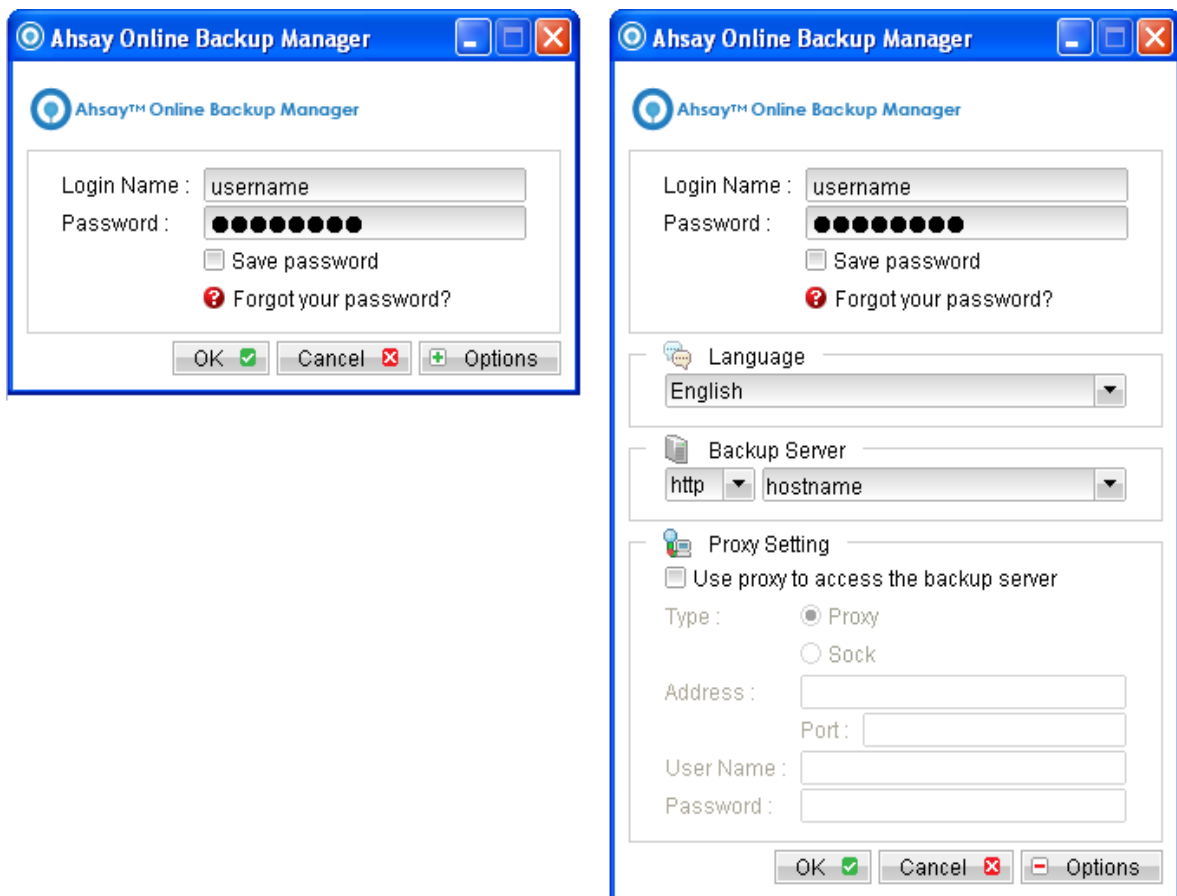 Ahsay Online Backup Manager
Ahsay™ Online Backup Manager
Login Name : username
Password : ●●●●●●●●
Save password
Forgot your password?
OK Cancel Options
Ahsay Online Backup Manager
Ahsay™ Online Backup Manager
Login Name : username
Password : ●●●●●●●●
Save password
Forgot your password?
Language
English
Backup Server
http hostname
Proxy Setting
Use proxy to access the backup server
Type : Proxy
Sock
Address :
Port :
User Name :
Password :
OK Cancel Options